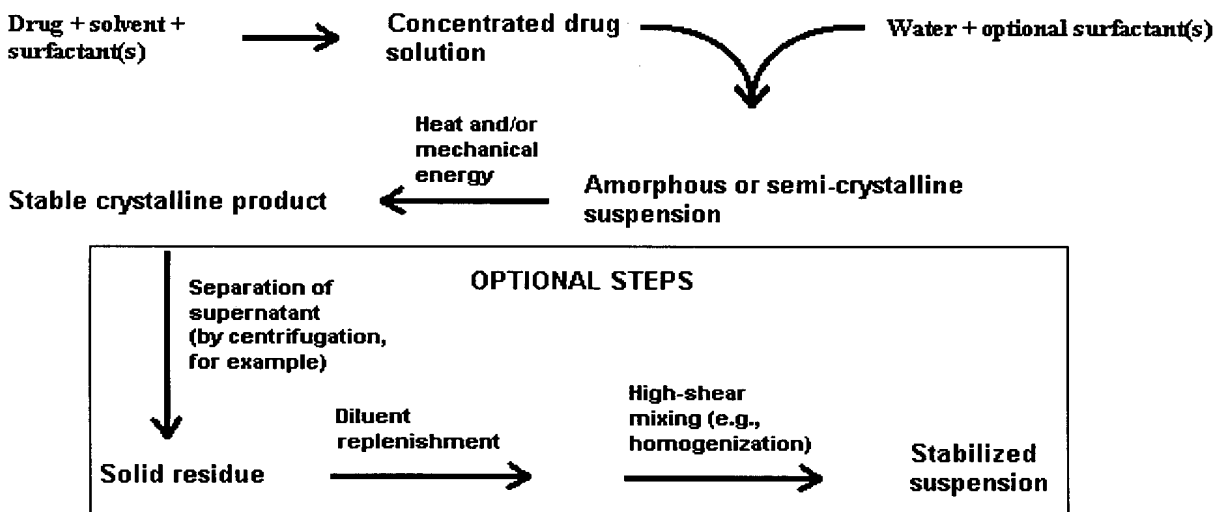 Drug + solvent +
surfactant(s)
Concentrated drug
solution
Water + optional surfactant(s)
Heat and/or
mechanical
energy
Stable crystalline product
Amorphous or semi-crystalline
suspension
OPTIONAL STEPS
Separation of
supernatant
(by centrifugation,
for example)
Solid residue
Diluent
replenishment
High-shear
mixing (e.g.,
homogenization)
Stabilized
suspension